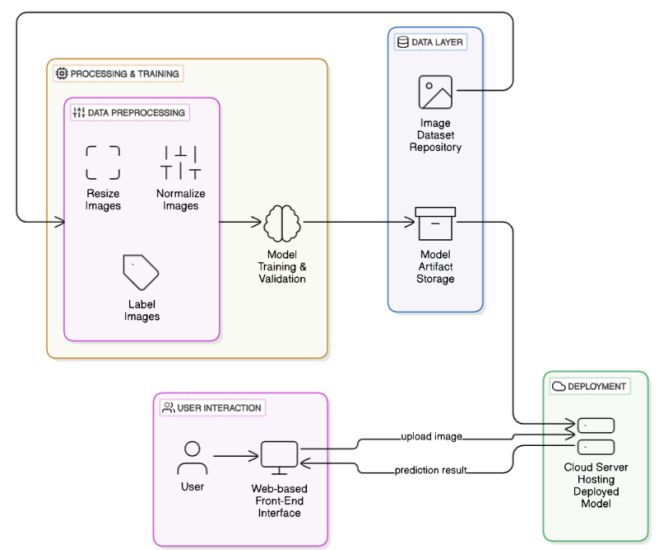 DATA LAYER
Image
Dataset
Repository
PROCESSING & TRAINING
DATA PREPROCESSING
Resize
Images
Normalize
Images
Label
Images
Model
Training &
Validation
Model
Artifact
Storage
DEPLOYMENT
Cloud Server
Hosting
Deployed
Model
USER INTERACTION
User
Web-based
Front-End
Interface
upload image
prediction result